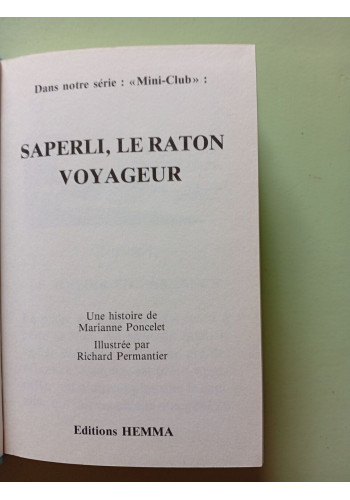 Dans notre série : «Mini-Club» :
SAPERLI, LE RATON
VOYAGEUR
Une histoire de
Marianne Poncelet
Illustrée par
Richard Permantier
Editions HEMMA